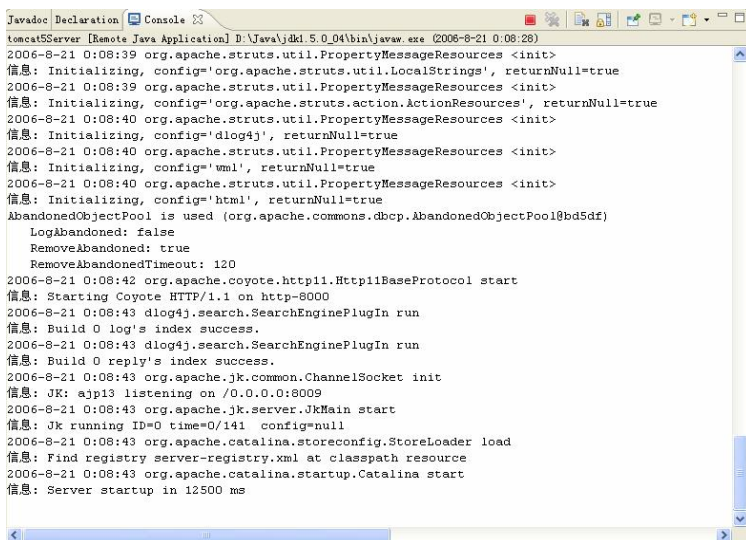 Javadoc Declaration Console
tomcat5Server [Remote Java Application] D:\Java\jdk1.5.0_04\bin\javaw.exe (2006-8-21 0:08:28)
2006-8-21 0:08:39 org.apache.struts.util.PropertyMessageResources <init>
信息: Initializing, config='org.apache.struts.util.LocalStrings', returnNull=true
2006-8-21 0:08:39 org.apache.struts.util.PropertyMessageResources <init>
信息: Initializing, config='org.apache.struts.action.ActionResources', returnNull=true
2006-8-21 0:08:40 org.apache.struts.util.PropertyMessageResources <init>
信息: Initializing, config='dlog4j', returnNull=true
2006-8-21 0:08:40 org.apache.struts.util.PropertyMessageResources <init>
信息: Initializing, config='wml', returnNull=true
2006-8-21 0:08:40 org.apache.struts.util.PropertyMessageResources <init>
信息: Initializing, config='html', returnNull=true
AbandonedObjectPool is used (org.apache.commons.dbcp.AbandonedObjectPool@bd5df)
LogAbandoned: false
RemoveAbandoned: true
RemoveAbandonedTimeout: 120
2006-8-21 0:08:42 org.apache.coyote.http11.Http11BaseProtocol start
信息: Starting Coyote HTTP/1.1 on http-8000
2006-8-21 0:08:43 dlog4j.search.SearchEnginePlugIn run
信息: Build 0 log's index success.
2006-8-21 0:08:43 dlog4j.search.SearchEnginePlugIn run
信息: Build 0 reply's index success.
2006-8-21 0:08:43 org.apache.jk.common.ChannelSocket init
信息: JK: ajp13 listening on /0.0.0.0:8009
2006-8-21 0:08:43 org.apache.jk.server.JkMain start
信息: Jk running ID=0 time=0/141  config=null
2006-8-21 0:08:43 org.apache.catalina.storeconfig.StoreLoader load
信息: Find registry server-registry.xml at classpath resource
2006-8-21 0:08:43 org.apache.catalina.startup.Catalina start
信息: Server startup in 12500 ms